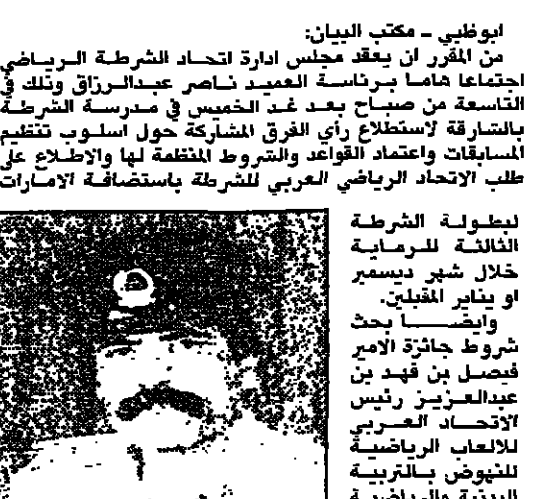 ابوظبي - مكتب البيان:
من المقرر ان يعقد مجلس ادارة اتحاد الشرطة الرياضي
اجتماعا هاما برئاسة العميد ناصر عبدالرزاق وذلك في
التاسعة من صباح بعد غد الخميس في مدرسة الشرطة
بالشارقة لاستطلاع رأي الفرق المشاركة حول اسلوب تنظيم
المسابقات واعتماد القواعد والشروط المنظمة لها والاطلاع على
طلب الاتحاد الرياضي العربي للشرطة باستضافة الامارات
لبطولة الشرطة
الثالثة للرماية
خلال شهر ديسمبر
او يناير المقبلين.
وايضا بحث
شروط جائزة الامير
فيصل بن فهد بن
عبدالعزيز رئيس
الاتحاد العربي
للالعاب الرياضية
للنهوض بالتربية
البدنية والرياضية